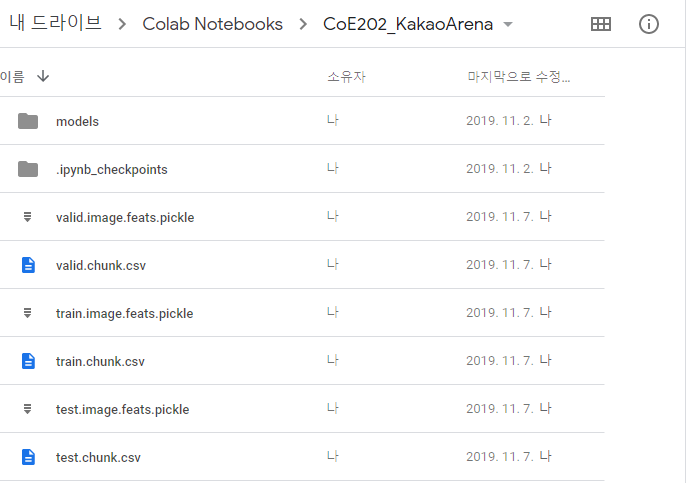 내 드라이브 > Colab Notebooks > CoE202_KakaoArena
이름 ↓ 소유자 마지막으로 수정...
models 나 2019. 11. 2. 나
.ipynb_checkpoints 나 2019. 11. 2. 나
valid.image.feats.pickle 나 2019. 11. 7. 나
valid.chunk.csv 나 2019. 11. 7. 나
train.image.feats.pickle 나 2019. 11. 7. 나
train.chunk.csv 나 2019. 11. 7. 나
test.image.feats.pickle 나 2019. 11. 7. 나
test.chunk.csv 나 2019. 11. 7. 나